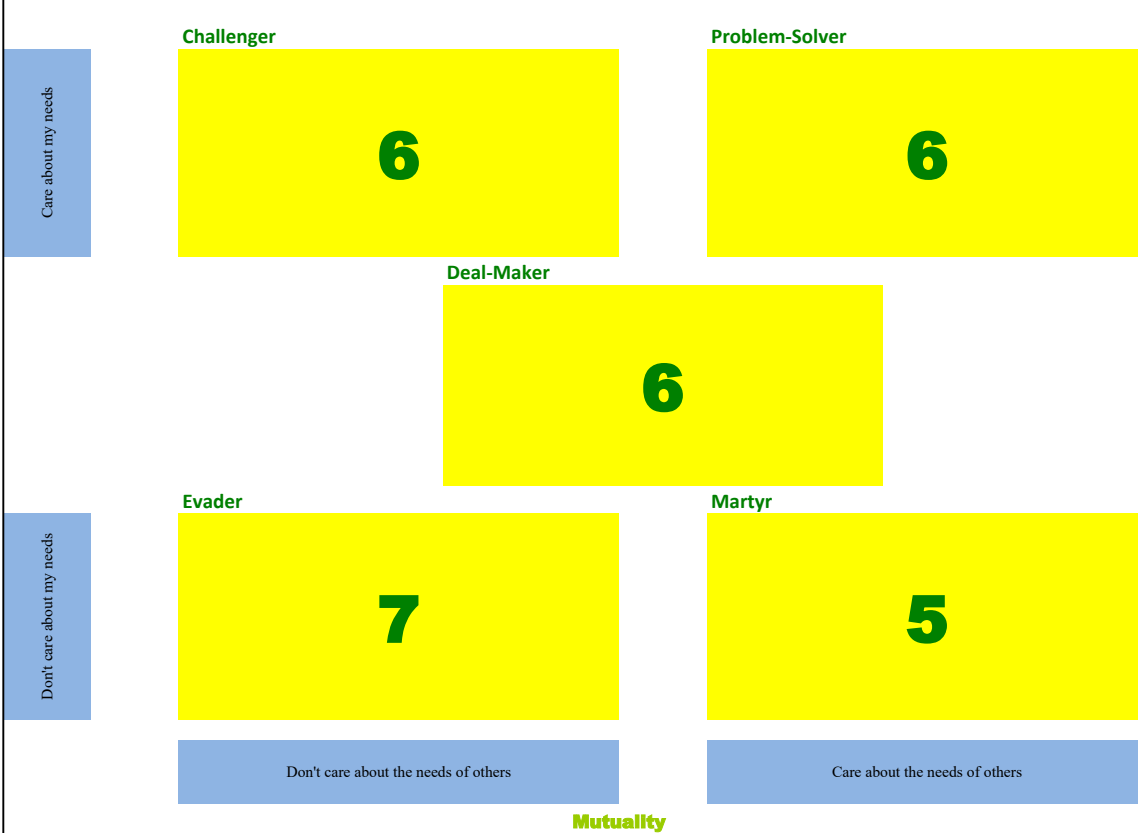 Challenger
Problem-Solver
Care about my needs
6
6
Deal-Maker
6
Evader
Martyr
Don't care about my needs
7
5
Don't care about the needs of others
Care about the needs of others
Mutuality